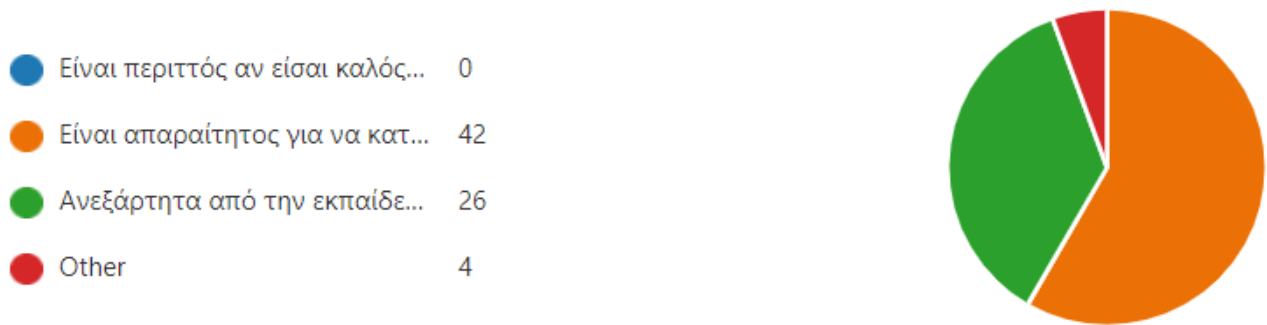 Είναι περιττός αν είσαι καλός... 0
Είναι απαραίτητος για να κατ... 42
Ανεξάρτητα από την εκπαίδε... 26
Other 4